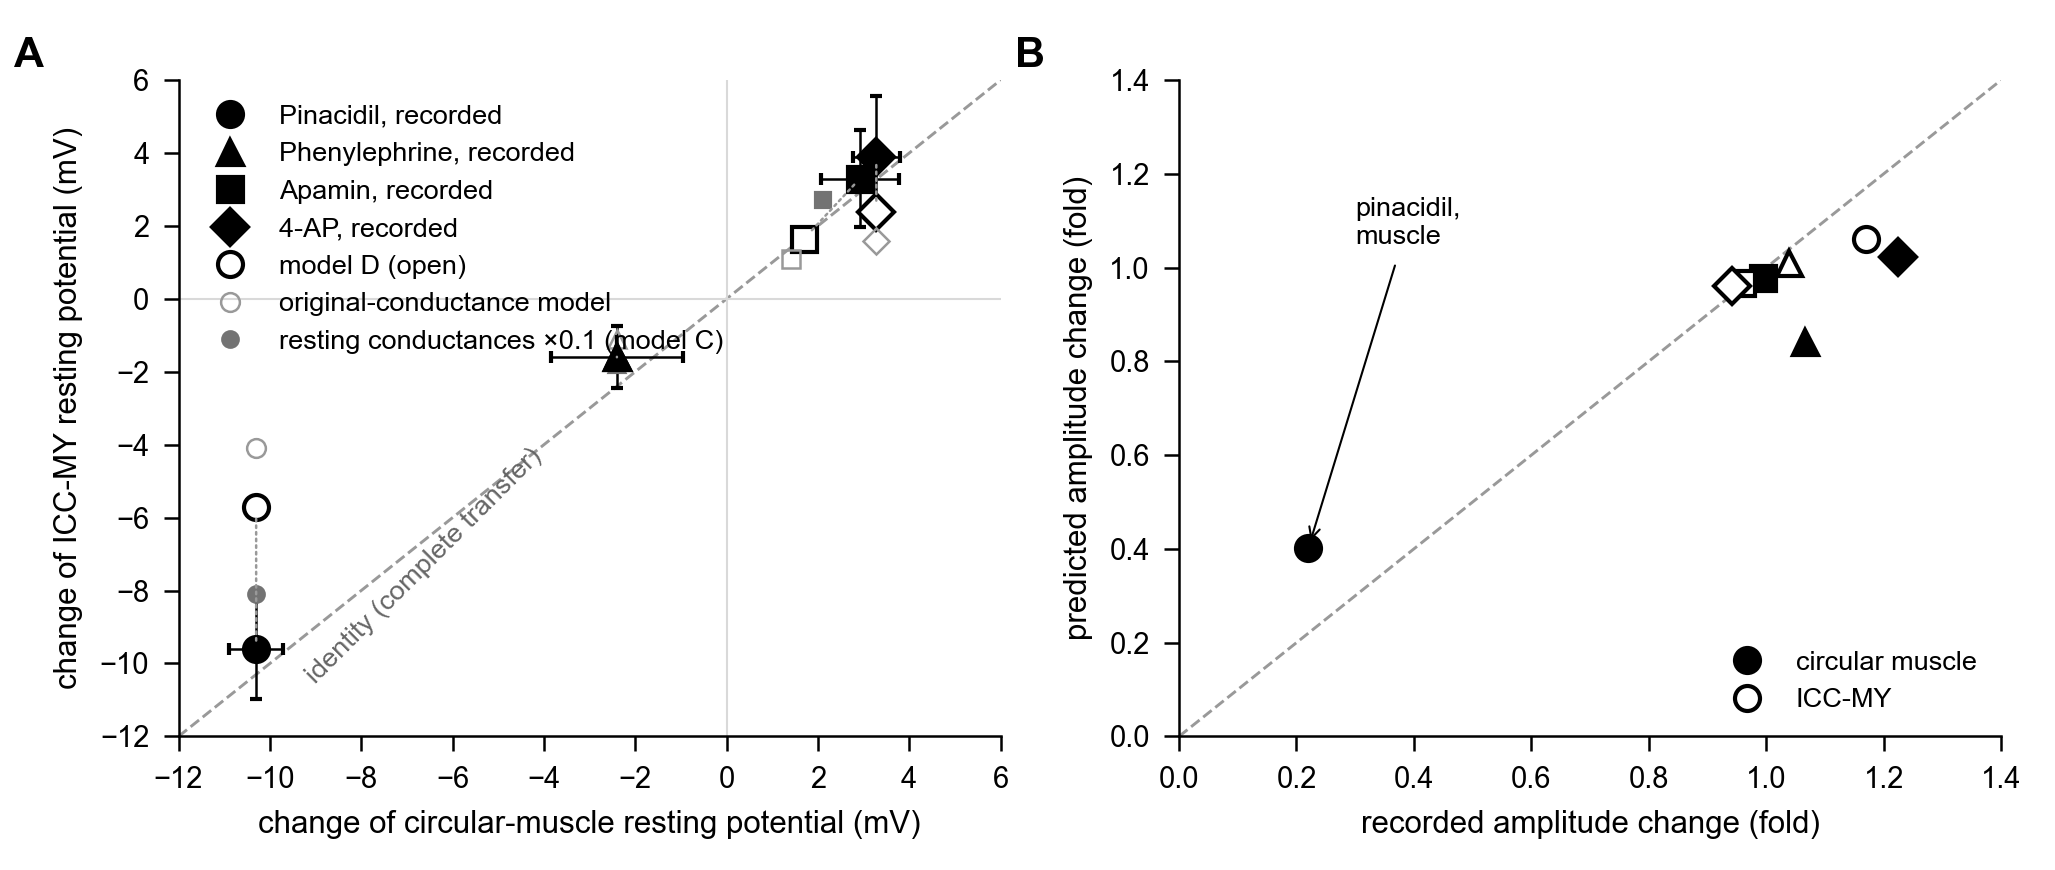 A
B
6
4
2
0
−2
−4
−6
−8
−10
−12
change of ICC-MY resting potential (mV)
Pinacidil, recorded
Phenylephrine, recorded
Apamin, recorded
4-AP, recorded
model D (open)
original-conductance model
resting conductances ×0.1 (model C)
identity (complete transfer)
−12 −10 −8 −6 −4 −2 0 2 4 6
change of circular-muscle resting potential (mV)
1.4
1.2
1.0
0.8
0.6
0.4
0.2
0.0
predicted amplitude change (fold)
pinacidil,
muscle
circular muscle
ICC-MY
0.0 0.2 0.4 0.6 0.8 1.0 1.2 1.4
recorded amplitude change (fold)